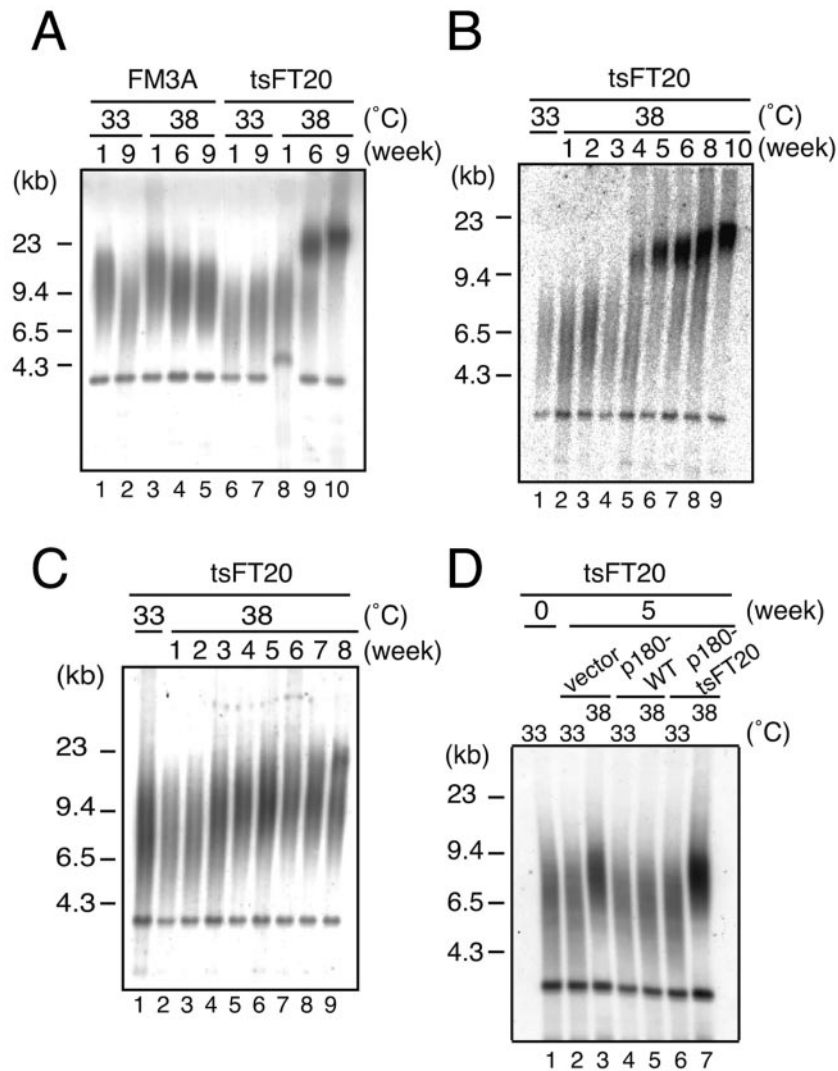 A
FM3A tsFT20
33 38 33 38 (°C)
1 9 1 6 9 1 9 1 6 9 (week)
(kb)
23
9.4
6.5
4.3
1 2 3 4 5 6 7 8 9 10
B
tsFT20
33 38 (°C)
1 2 3 4 5 6 8 10 (week)
(kb)
23
9.4
6.5
4.3
1 2 3 4 5 6 7 8 9
C
tsFT20
33 38 (°C)
1 2 3 4 5 6 7 8 (week)
(kb)
23
9.4
6.5
4.3
1 2 3 4 5 6 7 8 9
D
tsFT20
0 5 (week)
vector p180-WT p180-tsFT20
33 33 38 33 38 33 38 (°C)
(kb)
23
9.4
6.5
4.3
1 2 3 4 5 6 7